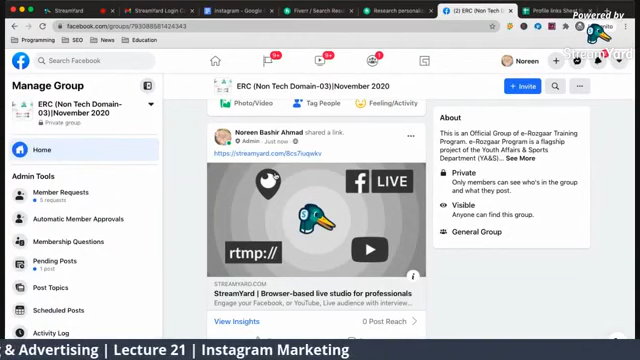 StreamYard
StreamYard Login C
Instagram - Google
Fiverr / Search Res
Research personaliz
(2) ERC (Non Tech D
Profile links Sheet
facebook.com/groups/793088581624343
Programming
SEO
News
Education
Powered by
StreamYard
Search Facebook
9+
9+
1
Noreen
Manage Group
ERC (Non Tech Domain-
03)|November 2020
Private group
Home
Admin Tools
Member Requests
5 requests
Automatic Member Approvals
Membership Questions
Pending Posts
1 post
Post Topics
Scheduled Posts
Activity Log
ERC (Non Tech Domain-03)|November 2020
+ Invite
Photo/Video
Tag People
Feeling/Activity
Noreen Bashir Ahmad shared a link.
Admin · Just now
https://streamyard.com/8cs7iuqwkv
LIVE
rtmp://
STREAMYARD.COM
StreamYard | Browser-based live studio for professionals
Engage your Facebook, or YouTube, Live audience with interview...
View Insights
0 Post Reach
About
This is an Official Group of e-Rozgaar Training
Program. e-Rozgaar Program is a flagship
project of the Youth Affairs & Sports
Department (YA&S) ... See More
Private
Only members can see who's in the group
and what they post.
Visible
Anyone can find this group.
General Group
g & Advertising | Lecture 21 | Instagram Marketing